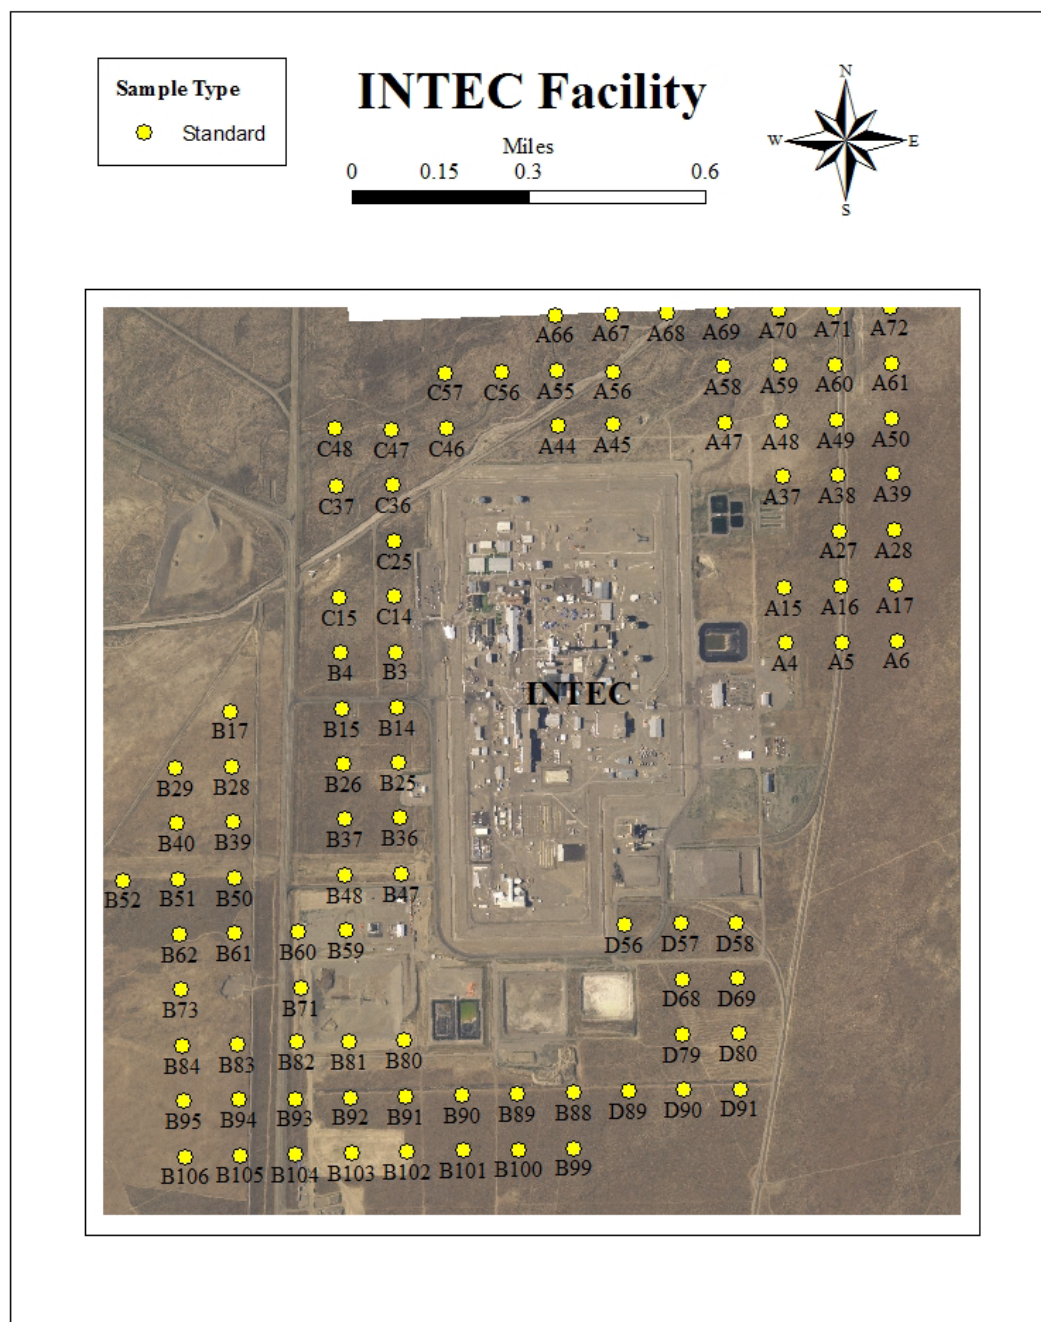 INTEC Facility
Sample Type
Standard
Miles
0 0.15 0.3 0.6
N
W E
S
A66 A67 A68 A69 A70 A71 A72
C57 C56 A55 A56 A58 A59 A60 A61
C48 C47 C46 A44 A45 A47 A48 A49 A50
C37 C36 A37 A38 A39
C25 A27 A28
C15 C14 A15 A16 A17
B4 B3 A4 A5 A6
INTEC
B17 B15 B14
B29 B28 B26 B25
B40 B39 B37 B36
B52 B51 B50 B48 B47
B62 B61 B60 B59 D56 D57 D58
B73 B71 D68 D69
B84 B83 B82 B81 B80 D79 D80
B95 B94 B93 B92 B91 B90 B89 B88 D89 D90 D91
B106 B105 B104 B103 B102 B101 B100 B99